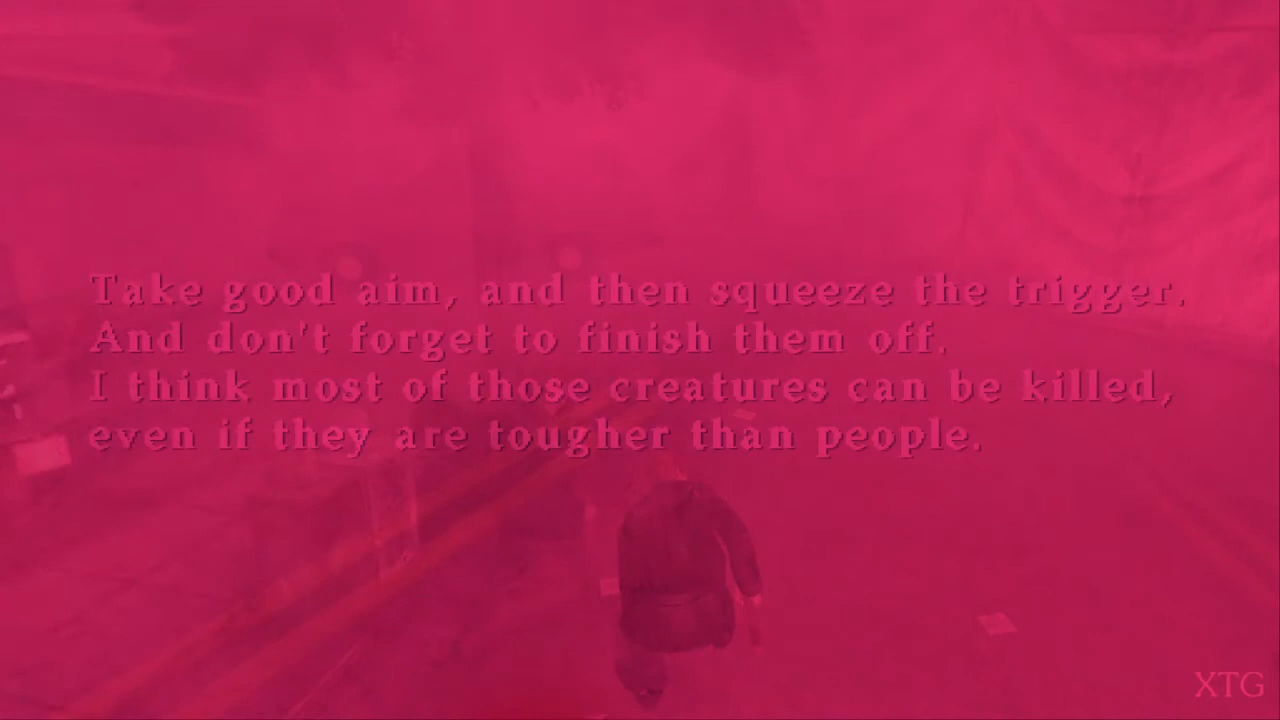 Take good aim, and then squeeze the trigger.
And don't forget to finish them off.
I think most of those creatures can be killed,
even if they are tougher than people.
XTG